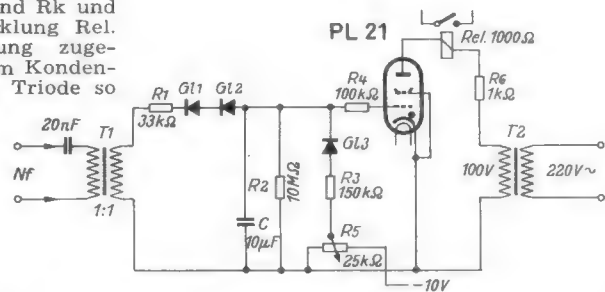 nd Rk und
klung Rel.
ung zuge-
m Konden-
Triode so
PL 21
Rel. 1000Ω
R1
33kΩ
Gl1
Gl2
R4
100kΩ
R6
1kΩ
20nF
T1
Nf
1:1
R2
10MΩ
C
10µF
Gl3
R3
150kΩ
R5
25kΩ
-10V
T2
100V
220V~